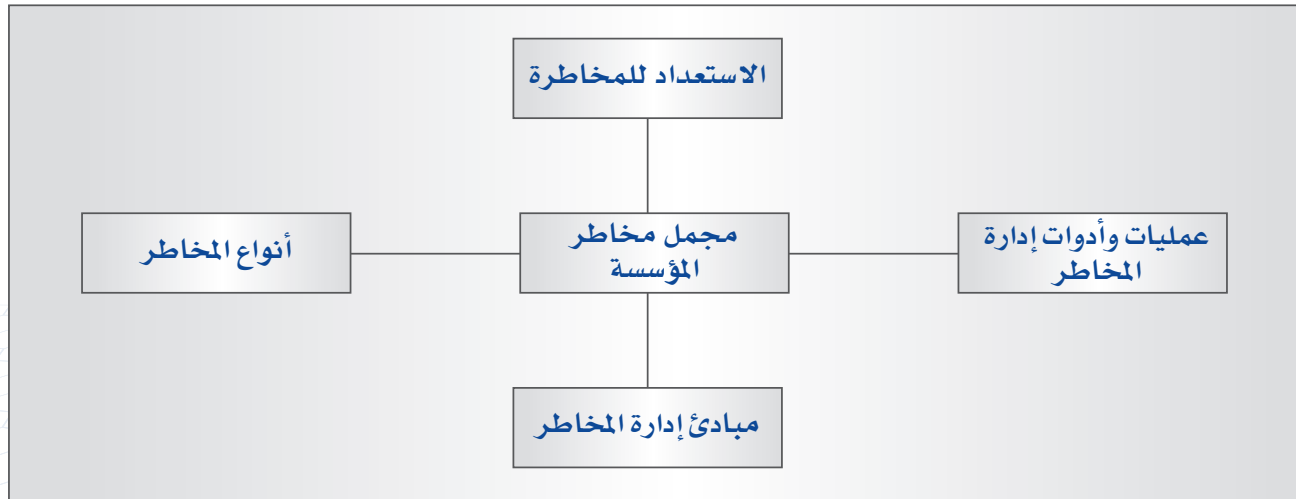 الاستعداد للمخاطرة
عمليات وأدوات إدارة
المخاطر
مجمل مخاطر
المؤسسة
أنواع المخاطر
مبادئ إدارة المخاطر